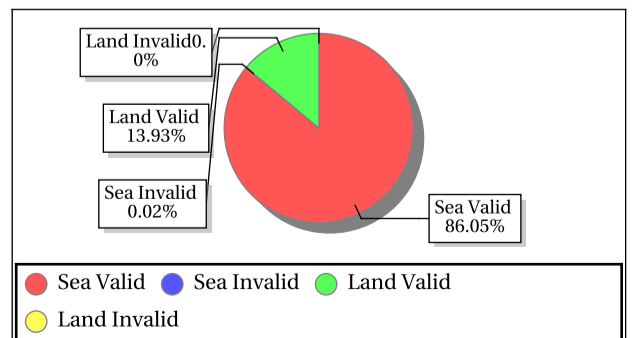 Land Invalid0.
0%
Land Valid
13.93%
Sea Invalid
0.02%
Sea Valid
86.05%
Sea Valid Sea Invalid Land Valid
Land Invalid